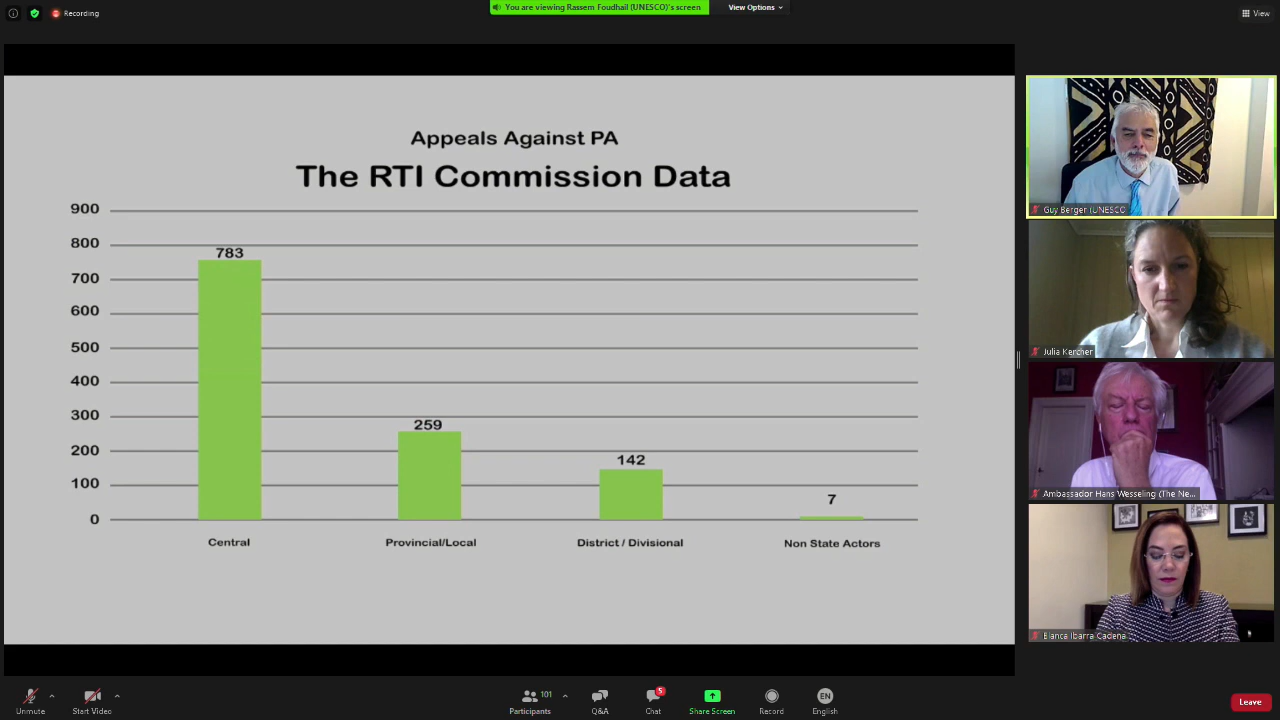 Recording
You are viewing Rassem Foudhail (UNESCO)'s screen
View Options
View
Appeals Against PA
The RTI Commission Data
900
800
700
600
500
400
300
200
100
0
783
259
142
7
Central
Provincial/Local
District / Divisional
Non State Actors
Guy Berger (UNESCO
Julia Kercher
Ambassador Hans Wesseling (The Ne...
Blanca Ibarra Cadena
Unmute
Start Video
101
Participants
Q&A
5
Chat
Share Screen
Record
EN
English
Leave